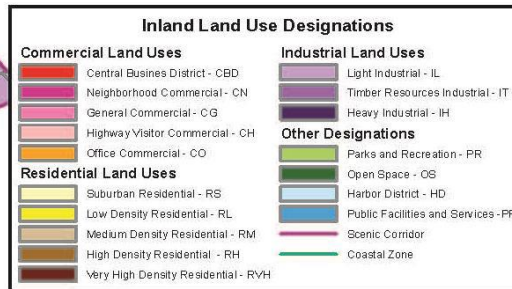 Inland Land Use Designations
Commercial Land Uses
Central Busines District - CBD
Neighborhood Commercial - CN
General Commercial - CG
Highway Visitor Commercial - CH
Office Commercial - CO
Residential Land Uses
Suburban Residential - RS
Low Density Residential - RL
Medium Density Residential - RM
High Density Residential - RH
Very High Density Residential - RVH
Industrial Land Uses
Light Industrial - IL
Timber Resources Industrial - IT
Heavy Industrial - IH
Other Designations
Parks and Recreation - PR
Open Space - OS
Harbor District - HD
Public Facilities and Services -PF
Scenic Corridor
Coastal Zone